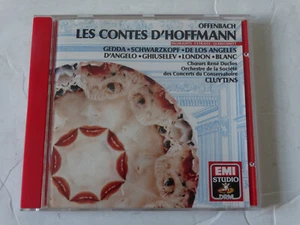 OFFENBACH
LES CONTES D'HOFFMANN
GEDDA · SCHWARZKOPF · DE LOS ANGELES
D'ANGELO · GHIUSELEV · LONDON · BLANC
Chœurs René Duclos
Orchestre de la Société
des Concerts du Conservatoire
CLUYTENS
EMI
STUDIO